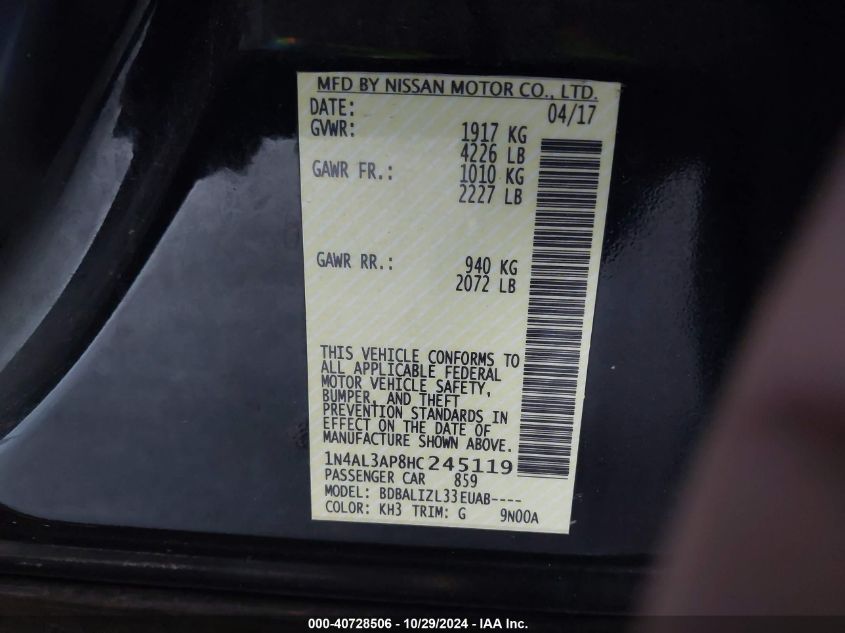 MFD BY NISSAN MOTOR CO., LTD.
DATE: 04/17
GVWR: 1917 KG
4226 LB
GAWR FR.: 1010 KG
2227 LB
GAWR RR.: 940 KG
2072 LB
THIS VEHICLE CONFORMS TO
ALL APPLICABLE FEDERAL
MOTOR VEHICLE SAFETY,
BUMPER, AND THEFT
PREVENTION STANDARDS IN
EFFECT ON THE DATE OF
MANUFACTURE SHOWN ABOVE.
1N4AL3AP8HC245119
PASSENGER CAR 859
MODEL: BDBALIZL33EUAB----
COLOR: KH3 TRIM: G 9N00A
000-40728506 / 10/29/2024 - IAA Inc.